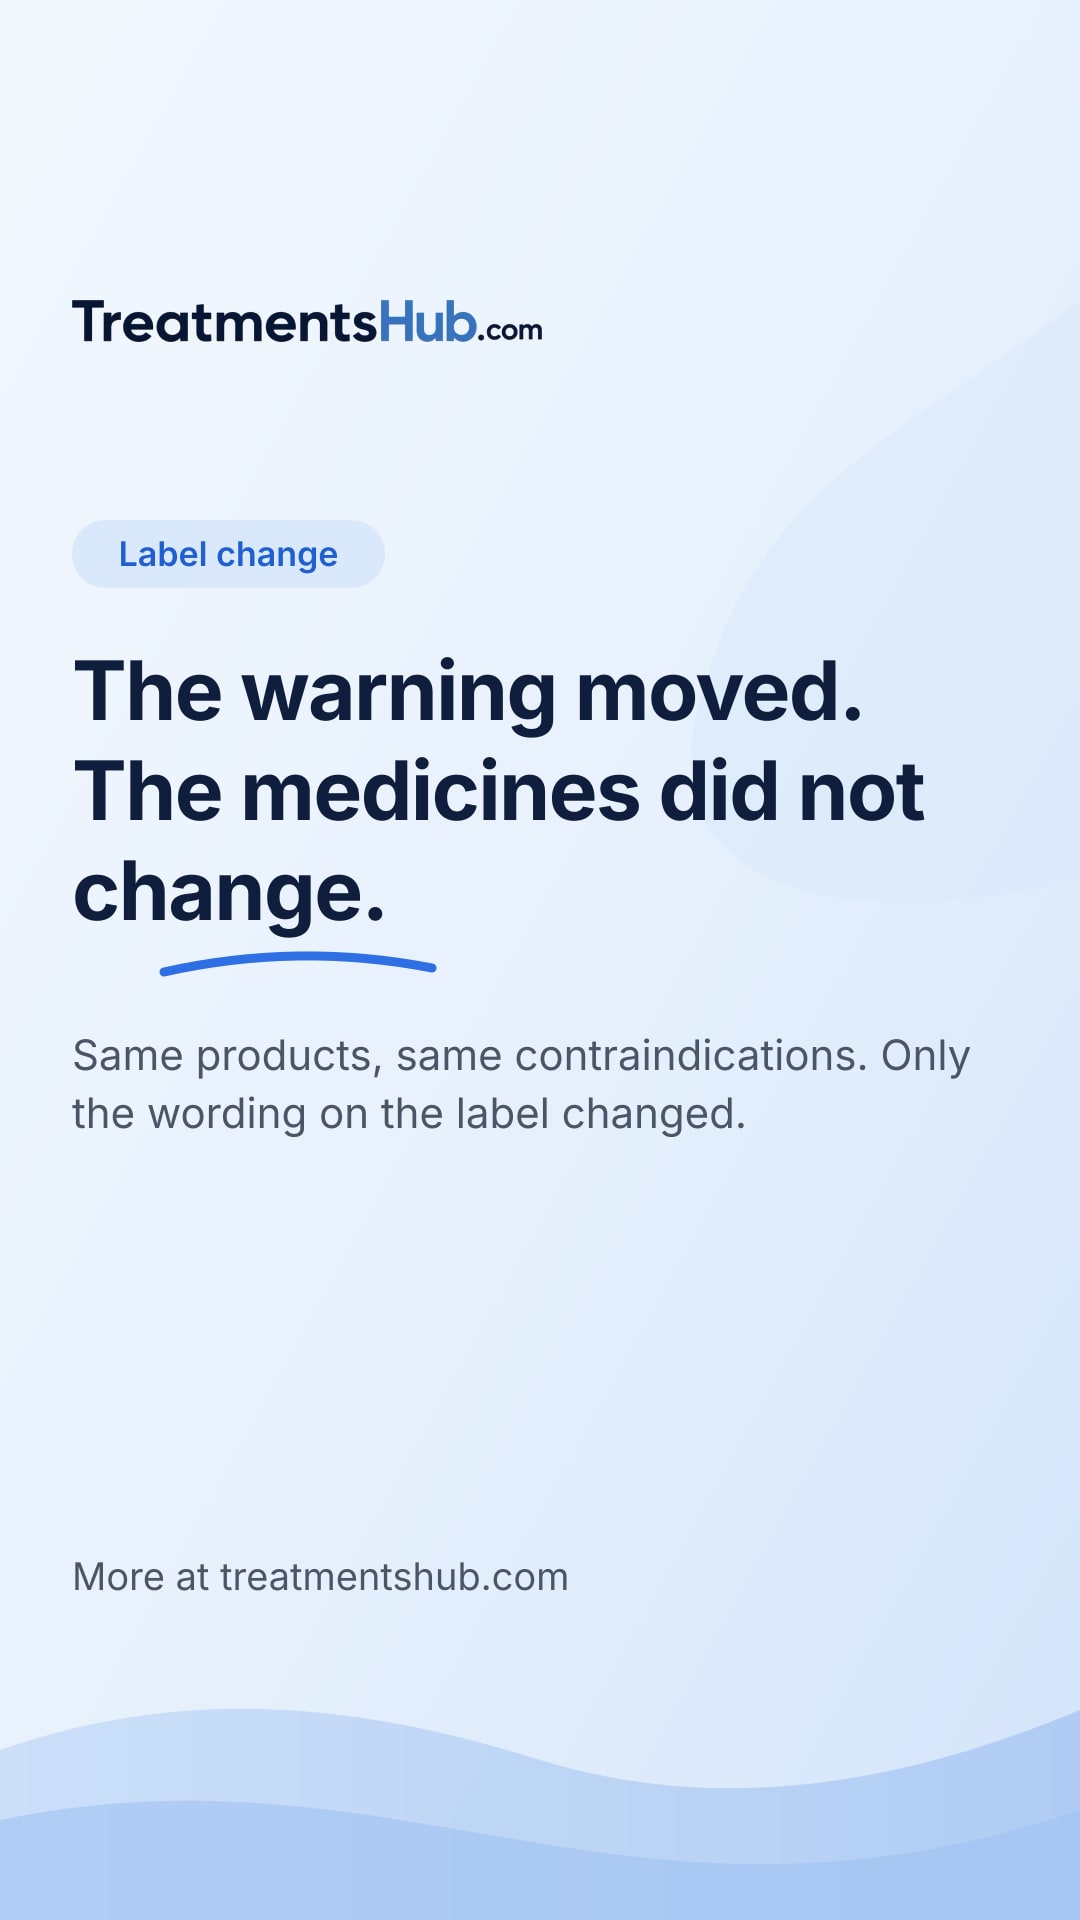 TreatmentsHub.com
Label change
The warning moved.
The medicines did not
change.
Same products, same contraindications. Only
the wording on the label changed.
More at treatmentshub.com